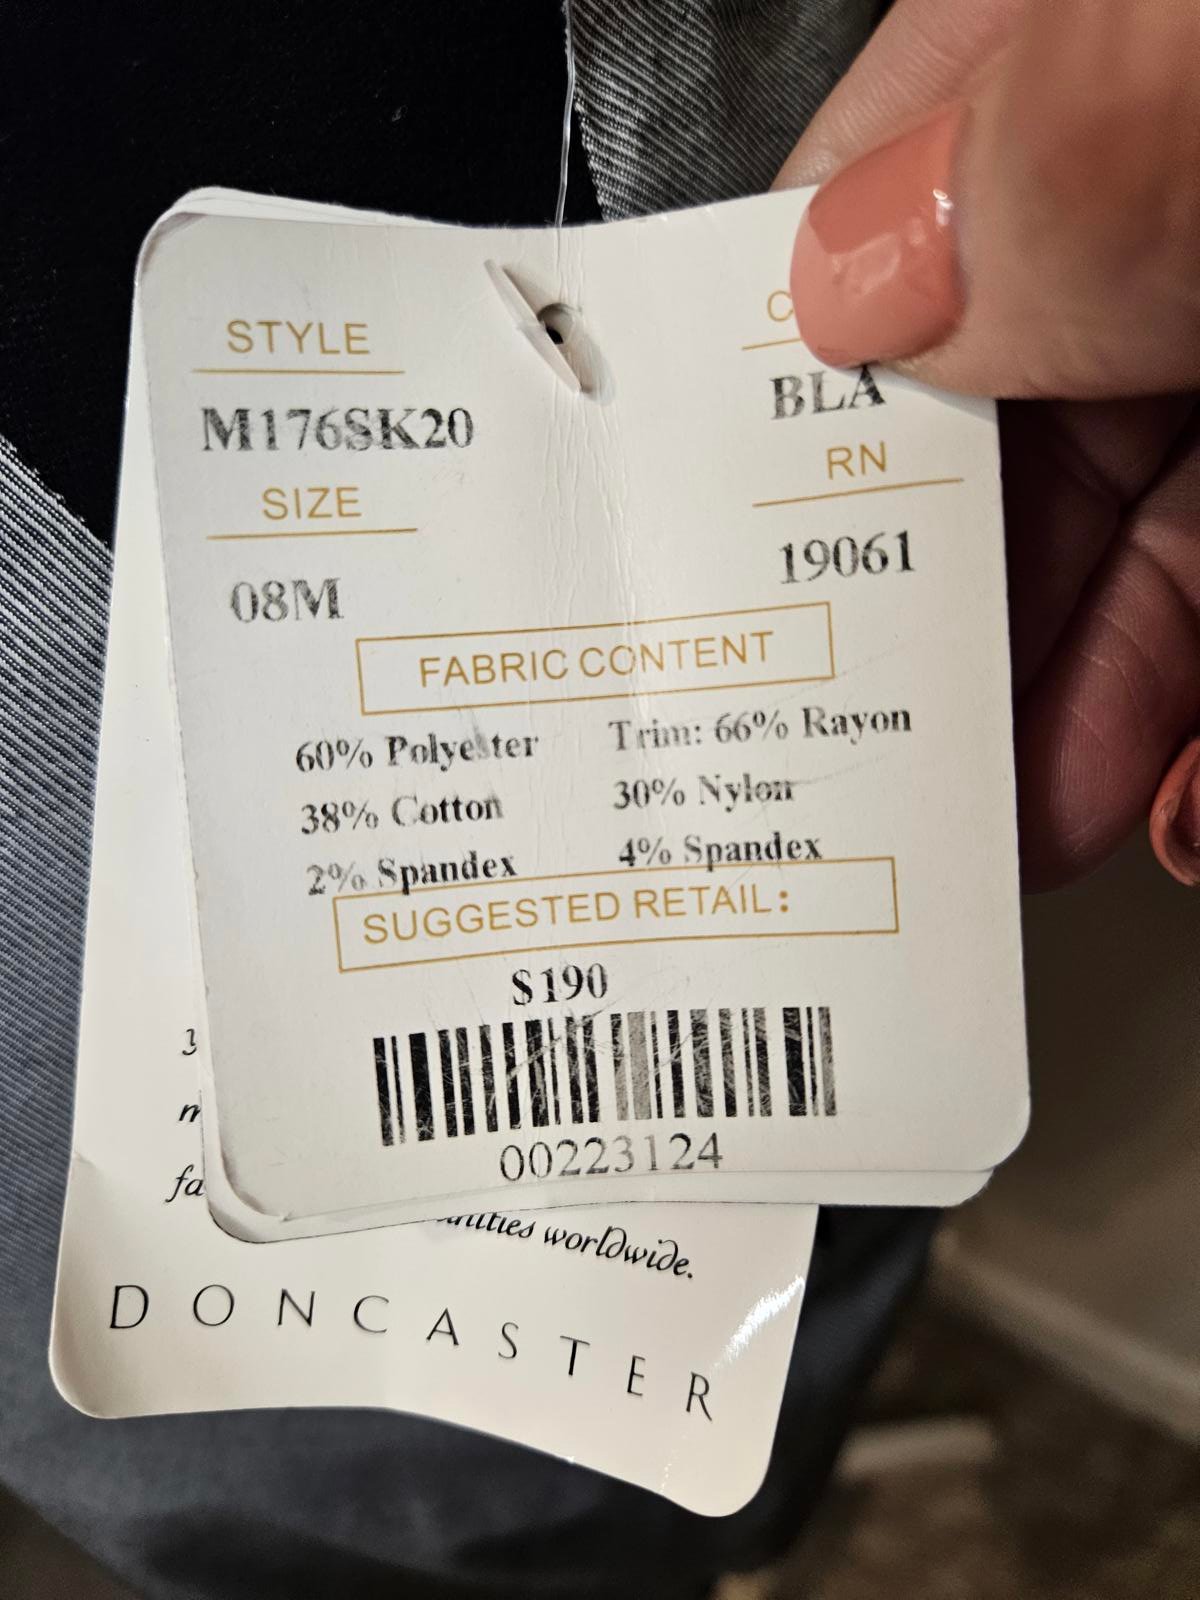 STYLE
M176SK20
SIZE
08M
BLA
RN
19061
FABRIC CONTENT
60% Polyester
38% Cotton
2% Spandex
Trim: 66% Rayon
30% Nylon
4% Spandex
SUGGESTED RETAIL:
$190
00223124
worldwide.
DONCASTER